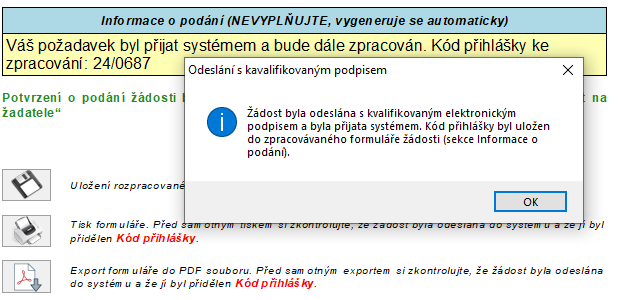 Informace o podání (NEVYPLŇUJTE, vygeneruje se automaticky)
Váš požadavek byl přijat systémem a bude dále zpracován. Kód přihlášky ke
zpracování: 24/0687
Odeslání s kavalifikovaným podpisem
Potvrzení o podání žádosti
t na
žadatele“
Žádost byla odeslána s kvalifikovaným elektronickým
podpisem a byla přijata systémem. Kód přihlášky byl uložen
do zpracovávaného formuláře žádosti (sekce Informace o
podání).
OK
Uložení rozpracované
Tisk formuláře. Před samotným tiskem si zkontrolujte, že žádost byla odeslána do systému a že jí byl
přidělen Kód přihlášky.
Export formuláře do PDF souboru. Před samotným exportem si zkontrolujte, že žádost byla odeslána
do systému a že jí byl přidělen Kód přihlášky.